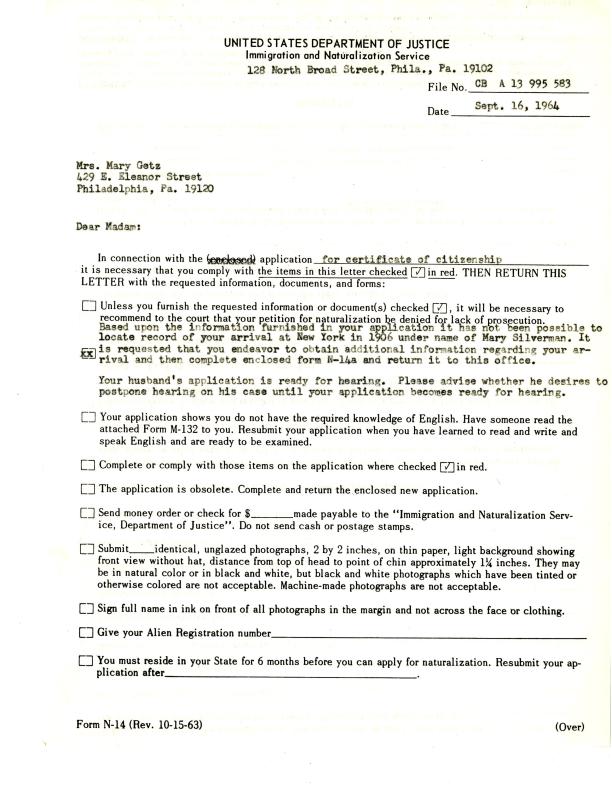 UNITED STATES DEPARTMENT OF JUSTICE
Immigration and Naturalization Service
128 North Broad Street, Phila., Pa. 19102
File No. CB A 13 995 583
Date Sept. 16, 1964
Mrs. Mary Getz
429 E. Eleanor Street
Philadelphia, Pa. 19120
Dear Madam:
In connection with the (enclosed) application for certificate of citizenship
it is necessary that you comply with the items in this letter checked ☑ in red. THEN RETURN THIS
LETTER with the requested information, documents, and forms:
☐ Unless you furnish the requested information or document(s) checked ☑, it will be necessary to
recommend to the court that your petition for naturalization be denied for lack of prosecution.
Based upon the information furnished in your application it has not been possible to
locate record of your arrival at New York in 1906 under name of Mary Silverman. It
xx is requested that you endeavor to obtain additional information regarding your ar-
rival and then complete enclosed form N-14a and return it to this office.
Your husband's application is ready for hearing. Please advise whether he desires to
postpone hearing on his case until your application becomes ready for hearing.
☐ Your application shows you do not have the required knowledge of English. Have someone read the
attached Form M-132 to you. Resubmit your application when you have learned to read and write and
speak English and are ready to be examined.
☐ Complete or comply with those items on the application where checked ☑ in red.
☐ The application is obsolete. Complete and return the enclosed new application.
☐ Send money order or check for $________made payable to the "Immigration and Naturalization Serv-
ice, Department of Justice". Do not send cash or postage stamps.
☐ Submit_____identical, unglazed photographs, 2 by 2 inches, on thin paper, light background showing
front view without hat, distance from top of head to point of chin approximately 1¼ inches. They may
be in natural color or in black and white, but black and white photographs which have been tinted or
otherwise colored are not acceptable. Machine-made photographs are not acceptable.
☐ Sign full name in ink on front of all photographs in the margin and not across the face or clothing.
☐ Give your Alien Registration number____________
☐ You must reside in your State for 6 months before you can apply for naturalization. Resubmit your ap-
plication after____________.
Form N-14 (Rev. 10-15-63)
(Over)